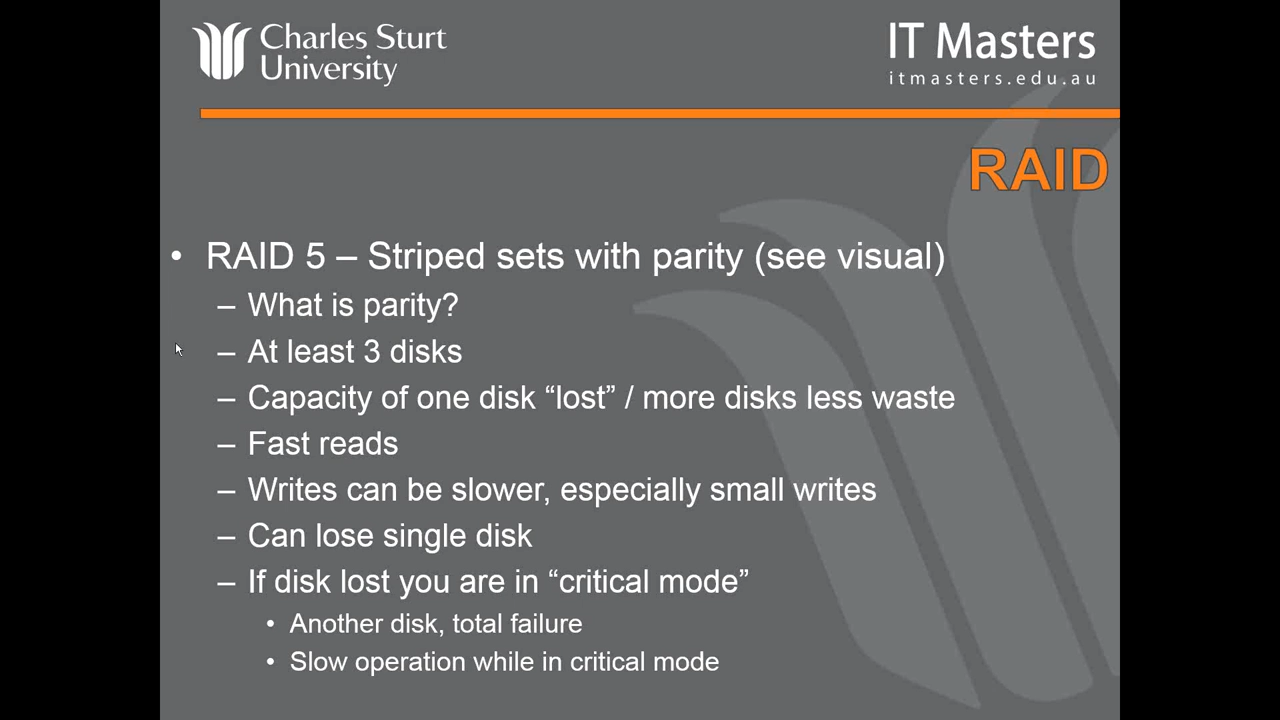 Charles Sturt
University
IT Masters
itmasters.edu.au
RAID
• RAID 5 – Striped sets with parity (see visual)
– What is parity?
– At least 3 disks
– Capacity of one disk “lost” / more disks less waste
– Fast reads
– Writes can be slower, especially small writes
– Can lose single disk
– If disk lost you are in “critical mode”
• Another disk, total failure
• Slow operation while in critical mode